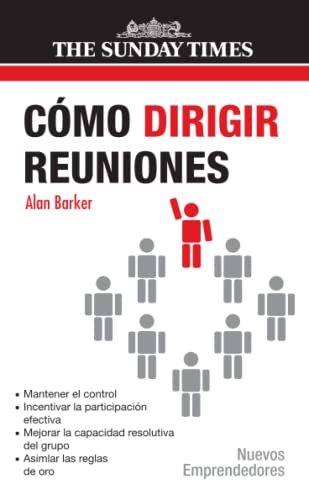 THE SUNDAY TIMES
CÓMO DIRIGIR
REUNIONES
Alan Barker
• Mantener el control
• Incentivar la participación
efectiva
• Mejorar la capacidad resolutiva
del grupo
• Asimlar las reglas
de oro
Nuevos
Emprendedores